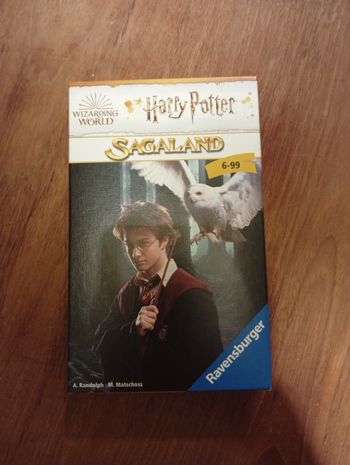 WIZARDING
WORLD
Harry Potter
SAGALAND
6-99
Ravensburger
A. Randolph · M. Matschoss